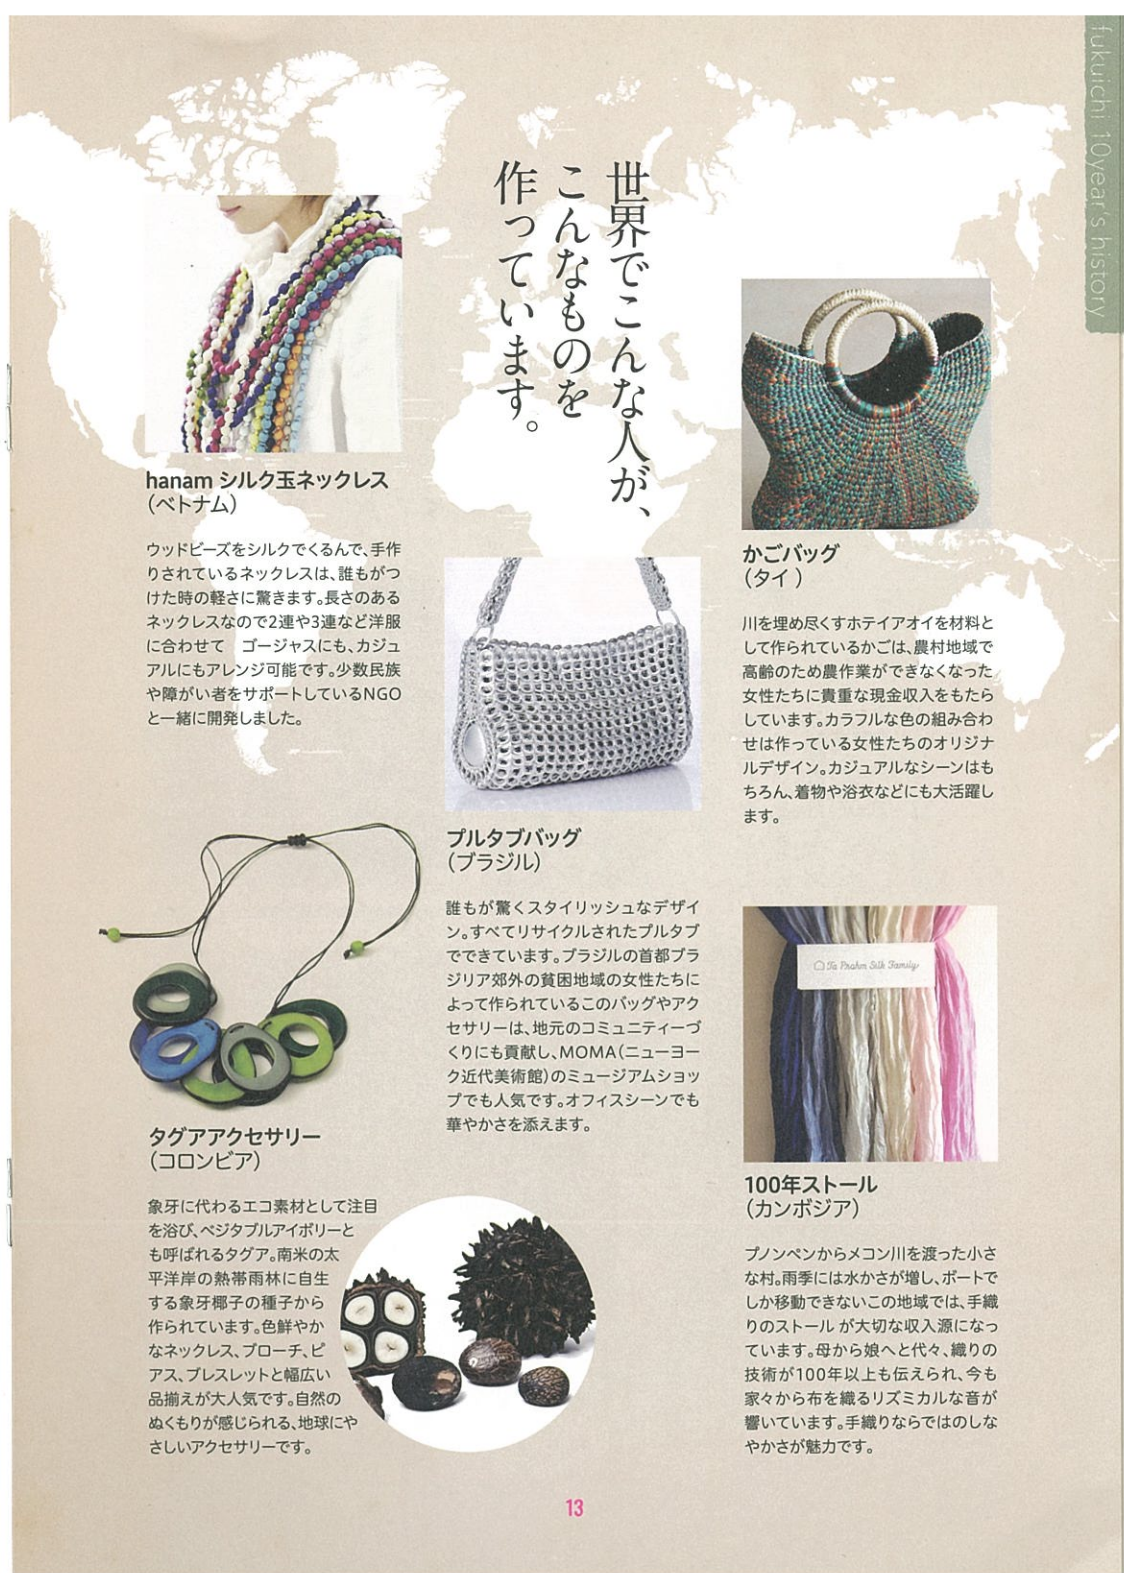 fukuichi 10year's history
世界でこんな人が、
こんなものを
作っています。
hanam シルク玉ネックレス
（ベトナム）
ウッドビーズをシルクでくるんで、手作
りされているネックレスは、誰もがつ
けた時の軽さに驚きます。長さのある
ネックレスなので2連や3連など洋服
に合わせて　ゴージャスにも、カジュ
アルにもアレンジ可能です。少数民族
や障がい者をサポートしているNGO
と一緒に開発しました。
プルタブバッグ
（ブラジル）
誰もが驚くスタイリッシュなデザイ
ン。すべてリサイクルされたプルタブ
でできています。ブラジルの首都ブラ
ジリア郊外の貧困地域の女性たちに
よって作られているこのバッグやアク
セサリーは、地元のコミュニティーづ
くりにも貢献し、MOMA（ニューヨー
ク近代美術館）のミュージアムショッ
プでも人気です。オフィスシーンでも
華やかさを添えます。
かごバッグ
（タイ）
川を埋め尽くすホテイアオイを材料と
して作られているかごは、農村地域で
高齢のため農作業ができなくなった
女性たちに貴重な現金収入をもたら
しています。カラフルな色の組み合わ
せは作っている女性たちのオリジナ
ルデザイン。カジュアルなシーンはも
ちろん、着物や浴衣などにも大活躍し
ます。
タグアアクセサリー
（コロンビア）
象牙に代わるエコ素材として注目
を浴び、ベジタブルアイボリーと
も呼ばれるタグア。南米の太
平洋岸の熱帯雨林に自生
する象牙椰子の種子から
作られています。色鮮やか
なネックレス、ブローチ、ピ
アス、ブレスレットと幅広い
品揃えが大人気です。自然の
ぬくもりが感じられる、地球にや
さしいアクセサリーです。
Ta Prahm Silk Family
100年ストール
（カンボジア）
プノンペンからメコン川を渡った小さ
な村。雨季には水かさが増し、ボートで
しか移動できないこの地域では、手織
りのストール が大切な収入源になっ
ています。母から娘へと代々、織りの
技術が100年以上も伝えられ、今も
家々から布を織るリズミカルな音が
響いています。手織りならではのしな
やかさが魅力です。
13